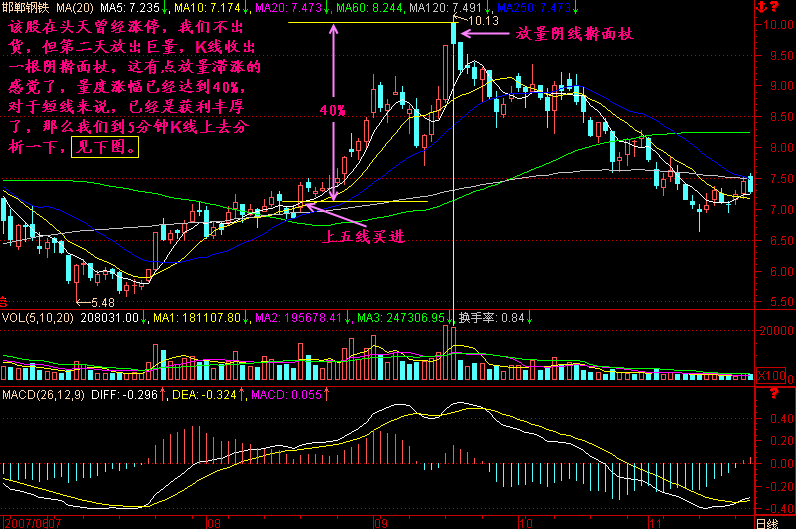 邯郸钢铁 MA(20) MA5: 7.235↓ MA10: 7.174↓ MA20: 7.473↓ MA60: 8.244↓ MA120: 7.491↓ MA250: 7.473↓
该股在头天曾经涨停，我们不出
货，但第二天放出巨量，K线收出
一根阴擀面杖，这有点放量滞涨的
感觉了，量度涨幅已经达到40%，
对于短线来说，已经是获利丰厚
了，那么我们到5分钟K线上去分
析一下，见下图。
10.13
放量阴线擀面杖
40%
上五线买进
5.48
10.00
9.50
9.00
8.50
8.00
7.50
7.00
6.50
6.00
5.50
VOL(5,10,20) 208031.00↓ MA1: 181107.80↓ MA2: 195678.41↓ MA3: 247306.95↓ 换手率: 0.84↓
20000
X100
MACD(26,12,9) DIFF: -0.296↑ DEA: -0.324↑ MACD: 0.055↑
0.40
0.20
0.00
-0.20
-0.40
2007/06 07 08 09 10 11 日线